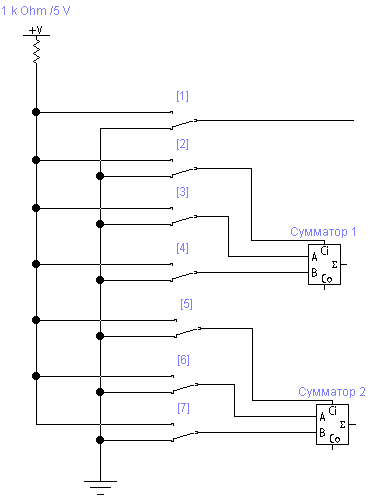 1 k Ohm /5 V
+V
[1]
[2]
[3]
Сумматор 1
Ci
A
Σ
[4]
B
Co
[5]
[6]
Сумматор 2
Ci
A
Σ
[7]
B
Co